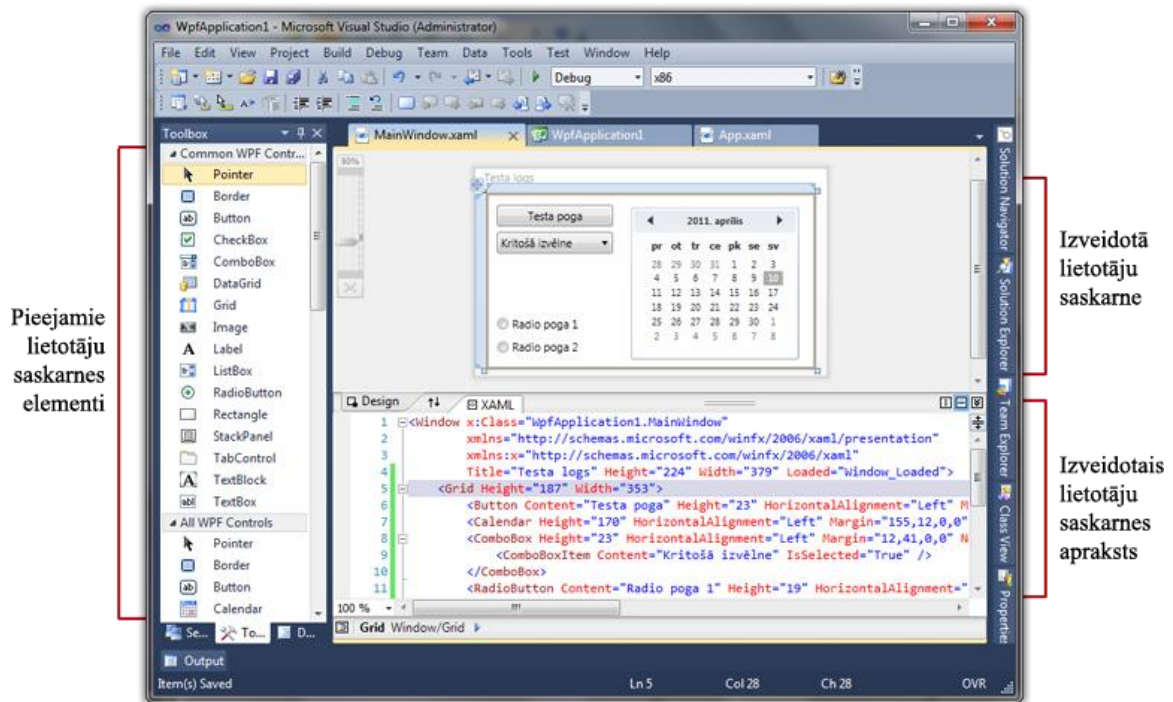 WpfApplication1 - Microsoft Visual Studio (Administrator)
File Edit View Project Build Debug Team Data Tools Test Window Help
Debug x86
Toolbox
MainWindow.xaml
WpfApplication1
App.xaml
Common WPF Contr...
Pointer
Border
Button
CheckBox
ComboBox
DataGrid
Grid
Image
Label
ListBox
RadioButton
Rectangle
StackPanel
TabControl
TextBlock
TextBox
All WPF Controls
Pointer
Border
Button
Calendar
Se... To... D...
90%
Testa logs
Testa poga
Kritošā izvēlne
Radio poga 1
Radio poga 2
2011. aprīlis
pr ot tr ce pk se sv
28 29 30 31 1 2 3
4 5 6 7 8 9 10
11 12 13 14 15 16 17
18 19 20 21 22 23 24
25 26 27 28 29 30 1
2 3 4 5 6 7 8
Design XAML
1 <Window x:Class="WpfApplication1.MainWindow"
2 xmlns="http://schemas.microsoft.com/winfx/2006/xaml/presentation"
3 xmlns:x="http://schemas.microsoft.com/winfx/2006/xaml"
4 Title="Testa logs" Height="224" Width="379" Loaded="Window_Loaded">
5 <Grid Height="187" Width="353">
6 <Button Content="Testa poga" Height="23" HorizontalAlignment="Left" M
7 <Calendar Height="170" HorizontalAlignment="Left" Margin="155,12,0,0"
8 <ComboBox Height="23" HorizontalAlignment="Left" Margin="12,41,0,0" N
9 <ComboBoxItem Content="Kritošā izvēlne" IsSelected="True" />
10 </ComboBox>
11 <RadioButton Content="Radio poga 1" Height="19" HorizontalAlignment="
100 %
Grid Window/Grid
Solution Navigator
Solution Explorer
Team Explorer
Class View
Properties
Output
Item(s) Saved Ln 5 Col 28 Ch 28 OVR
Pieejamie
lietotāju
saskarnes
elementi
Izveidotā
lietotāju
saskarne
Izveidotais
lietotāju
saskarnes
apraksts